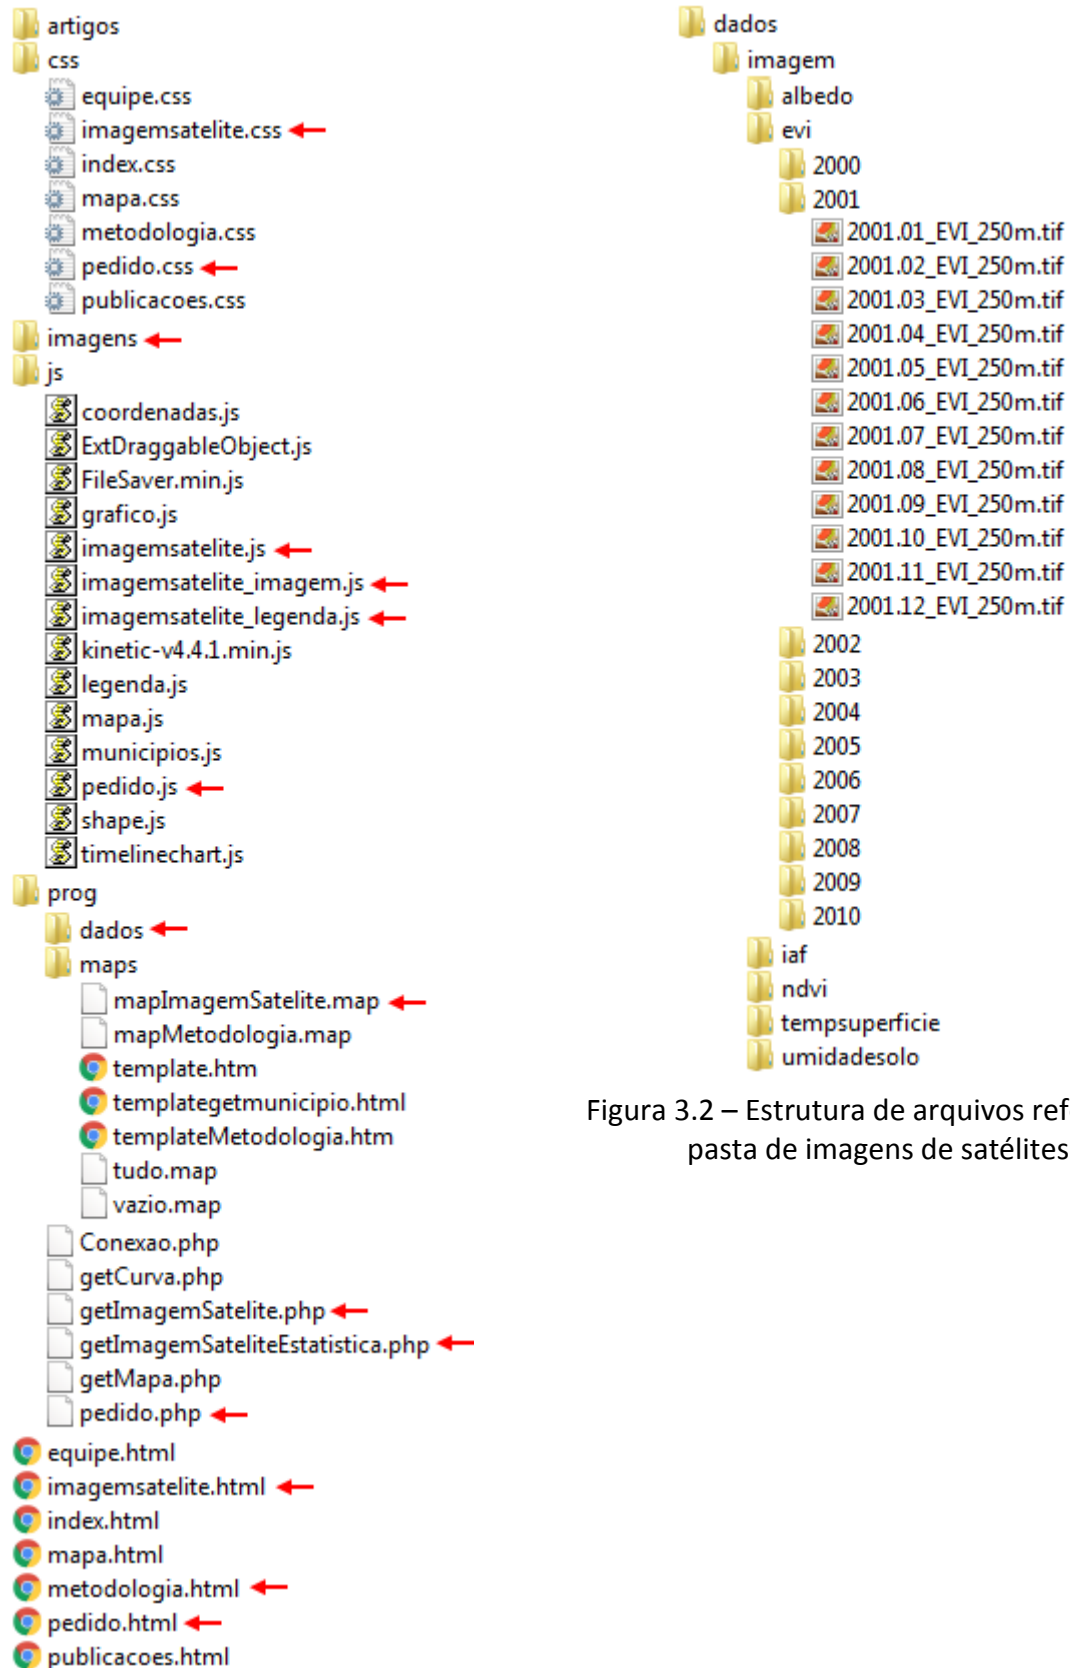 artigos
css
equipe.css
imagemsatelite.css
index.css
mapa.css
metodologia.css
pedido.css
publicacoes.css
imagens
js
coordenadas.js
ExtDraggableObject.js
FileSaver.min.js
grafico.js
imagemsatelite.js
imagemsatelite_imagem.js
imagemsatelite_legenda.js
kinetic-v4.4.1.min.js
legenda.js
mapa.js
municipios.js
pedido.js
shape.js
timelinechart.js
prog
dados
maps
mapImagemSatelite.map
mapMetodologia.map
template.htm
templategetmunicipio.html
templateMetodologia.htm
tudo.map
vazio.map
Conexao.php
getCurva.php
getImagemSatelite.php
getImagemSateliteEstatistica.php
getMapa.php
pedido.php
equipe.html
imagemsatelite.html
index.html
mapa.html
metodologia.html
pedido.html
publicacoes.html
dados
imagem
albedo
evi
2000
2001
2001.01_EVI_250m.tif
2001.02_EVI_250m.tif
2001.03_EVI_250m.tif
2001.04_EVI_250m.tif
2001.05_EVI_250m.tif
2001.06_EVI_250m.tif
2001.07_EVI_250m.tif
2001.08_EVI_250m.tif
2001.09_EVI_250m.tif
2001.10_EVI_250m.tif
2001.11_EVI_250m.tif
2001.12_EVI_250m.tif
2002
2003
2004
2005
2006
2007
2008
2009
2010
iaf
ndvi
tempsuperficie
umidadesolo
Figura 3.2 – Estrutura de arquivos ref
pasta de imagens de satélites